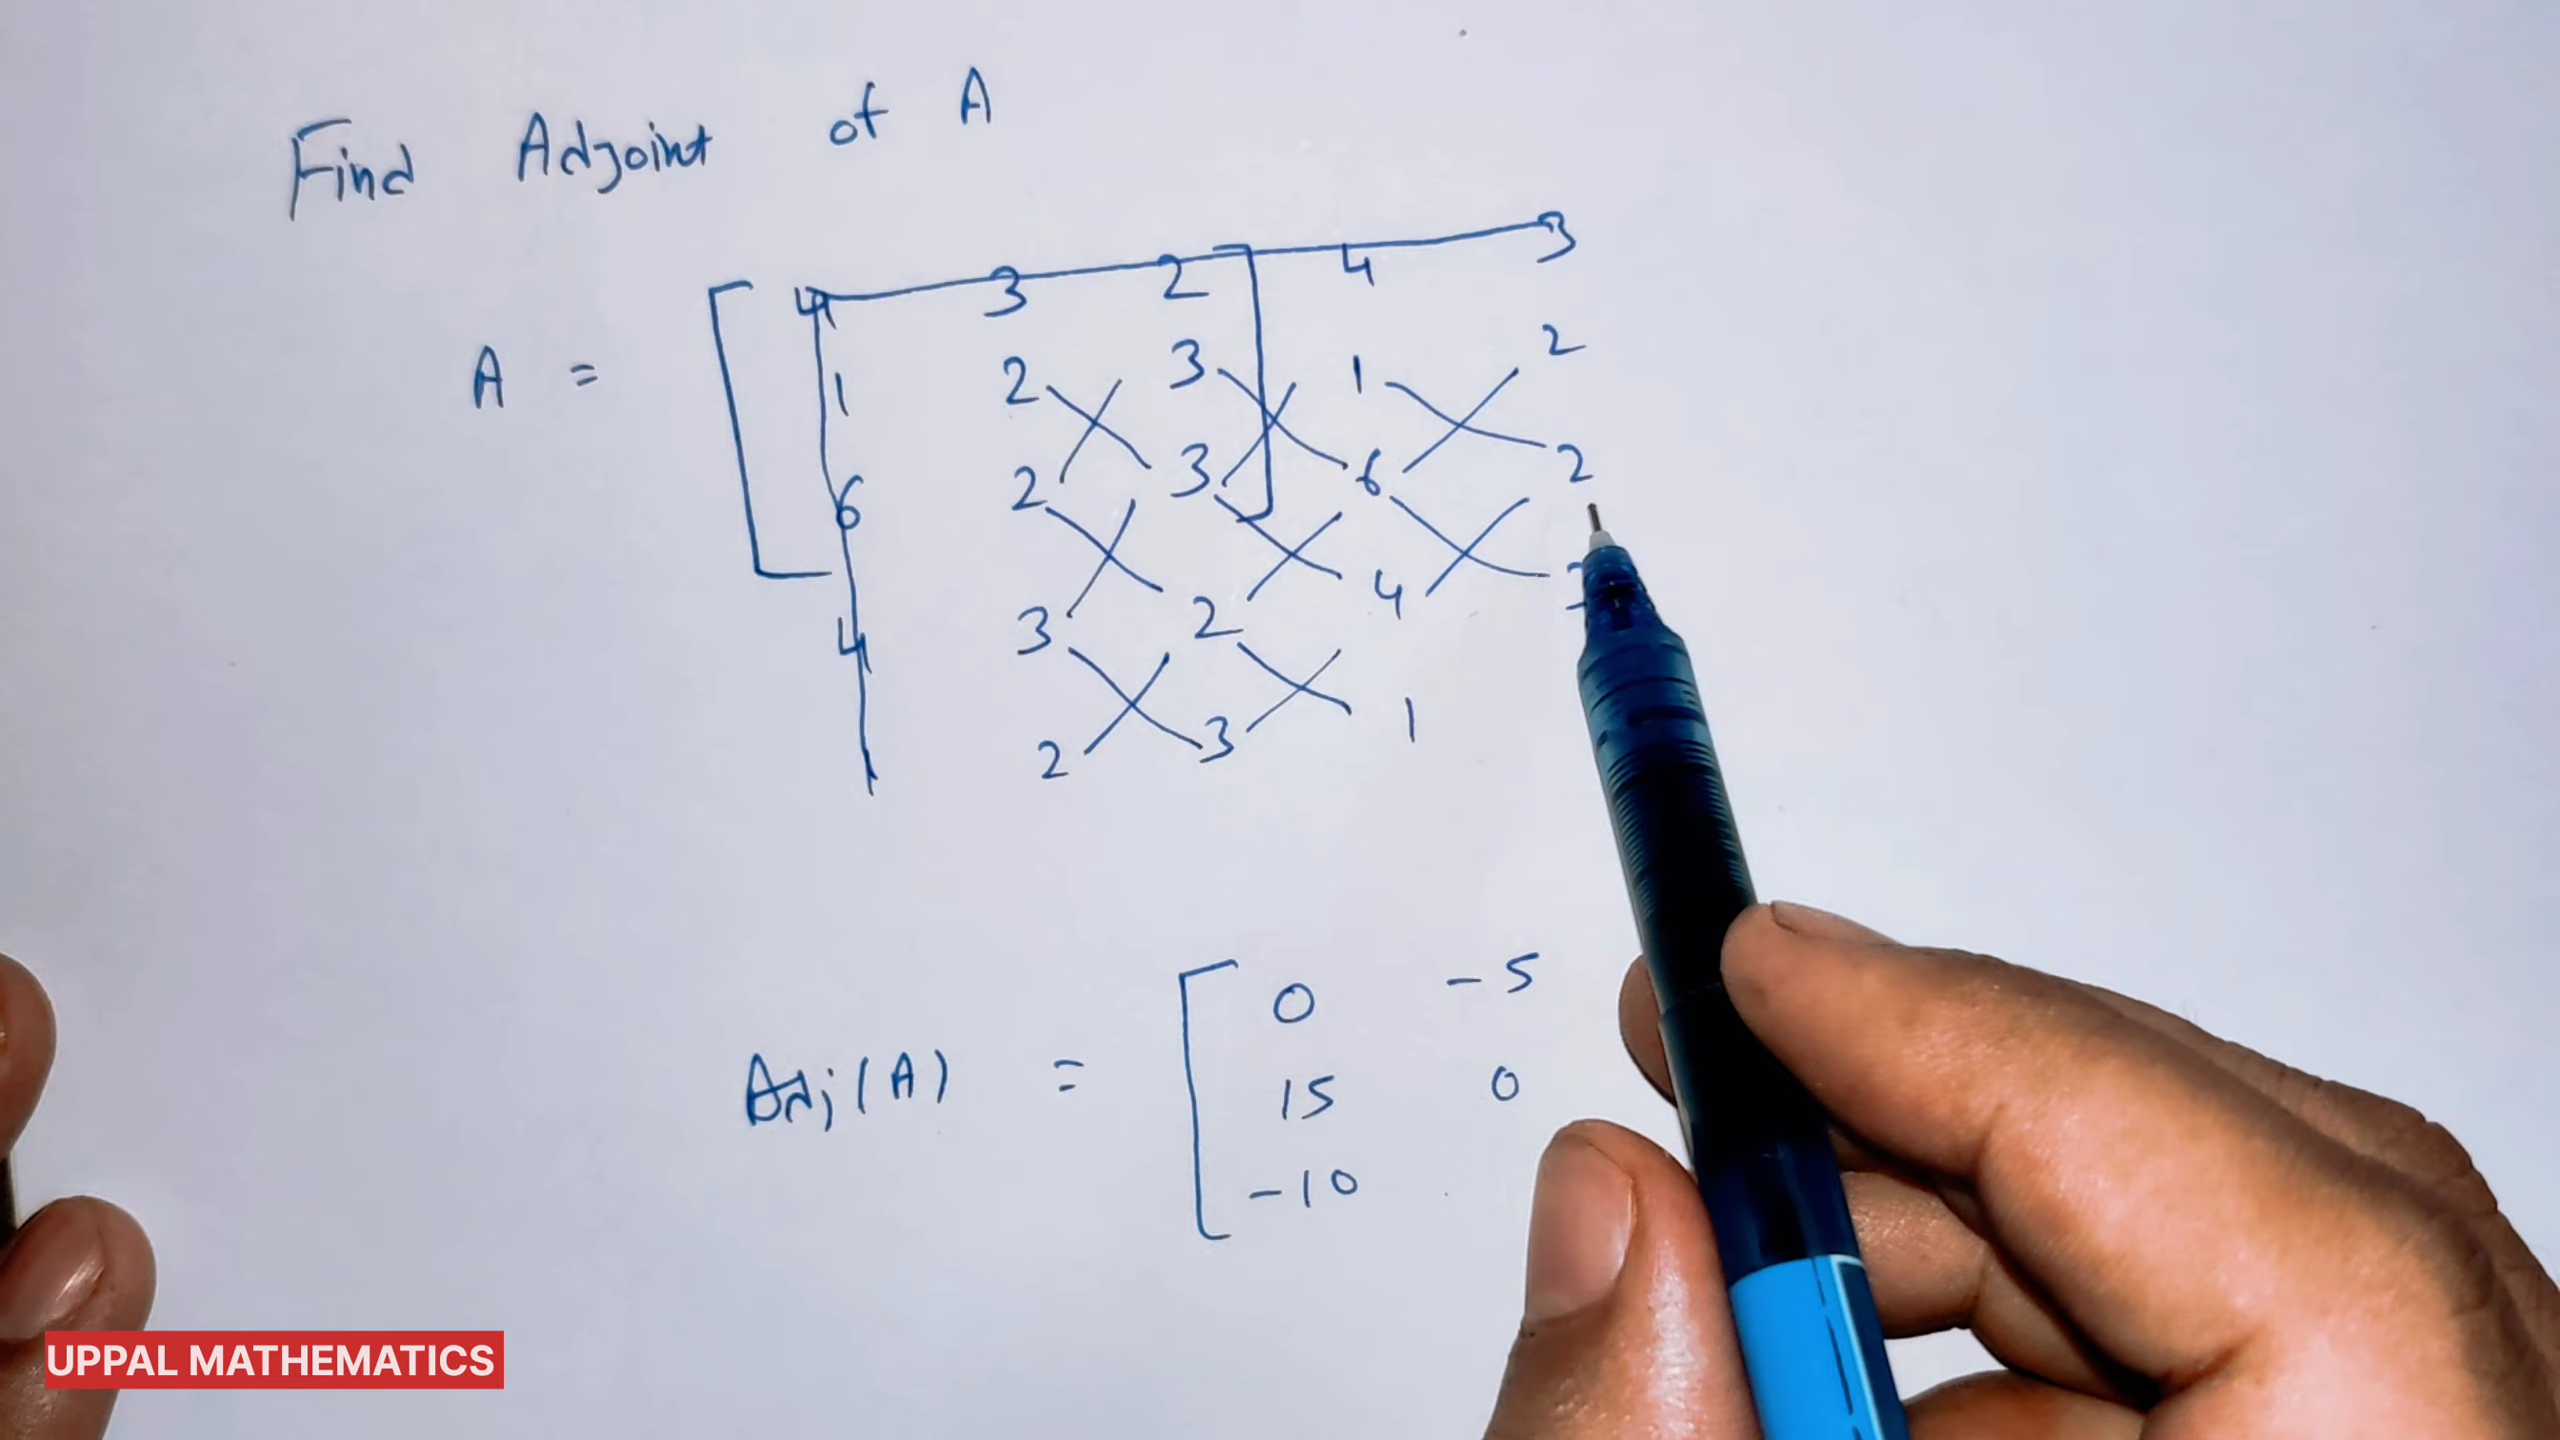 Find Adjoint of A
4 3 2 4 3
A = 1 2 3 1 2
6 2 3 6 2
4 3 2 4
2 3 1
0 -5
Adj(A) = 15 0
-10
UPPAL MATHEMATICS